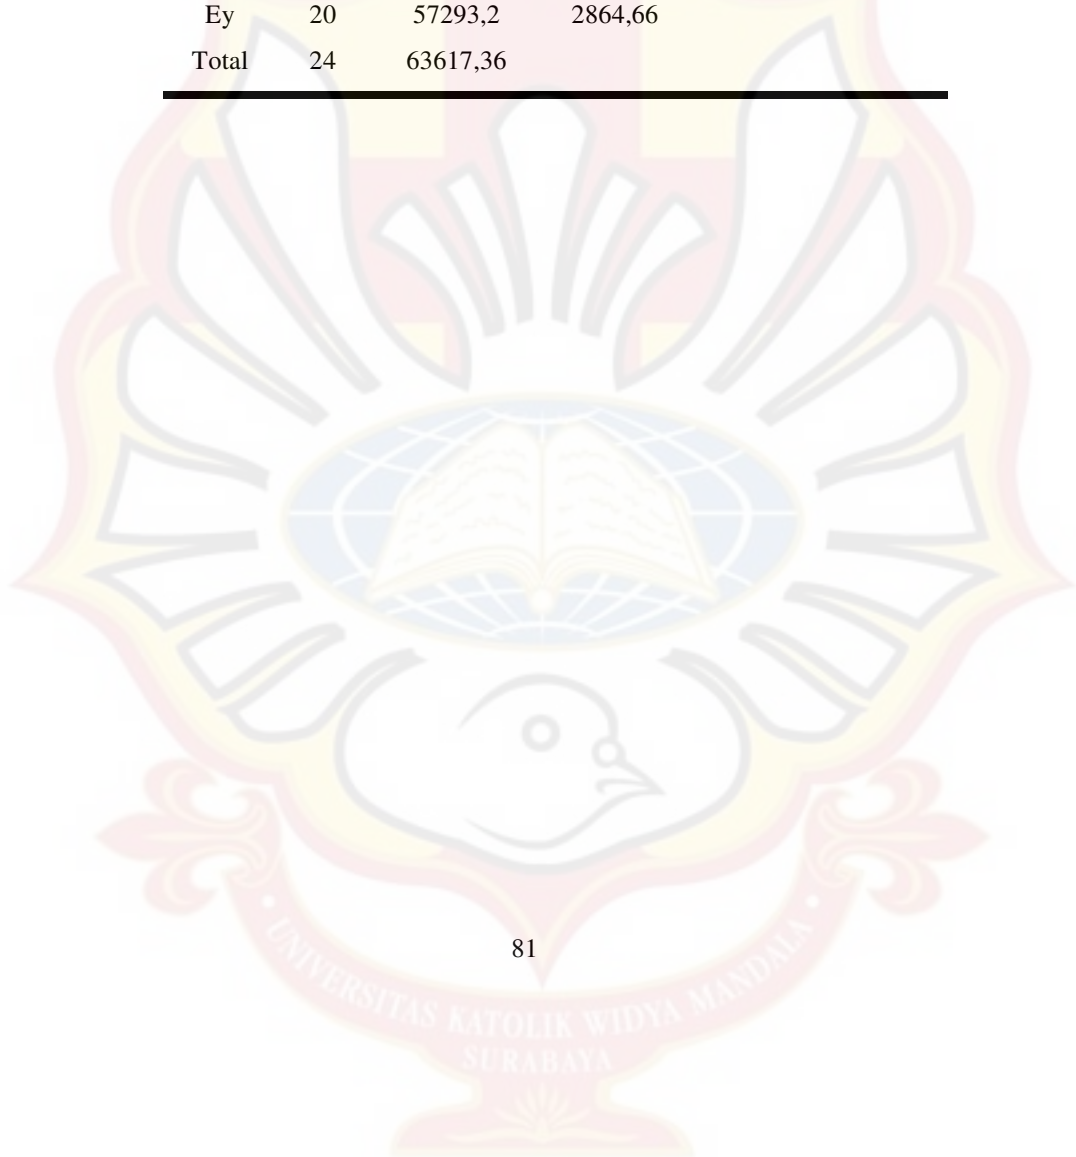 Ey 20 57293,2 2864,66
Total 24 63617,36
81
UNIVERSITAS KATOLIK WIDYA MANDALA
SURABAYA